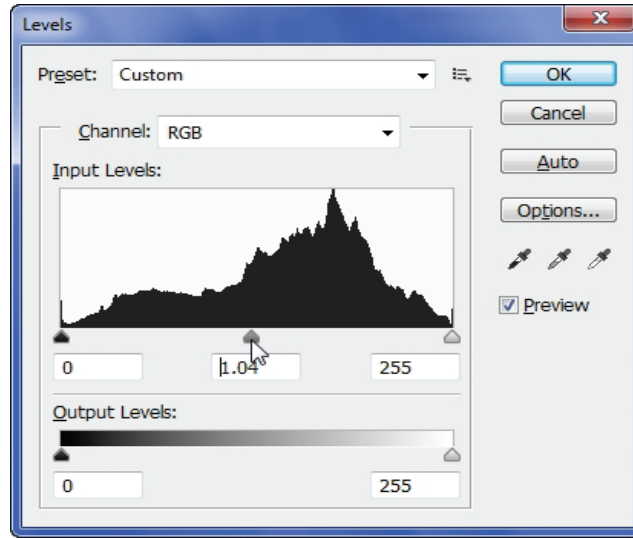 Levels
Preset: Custom
OK
Cancel
Channel: RGB
Auto
Input Levels:
Options...
Preview
0 1.04 255
Output Levels:
0 255